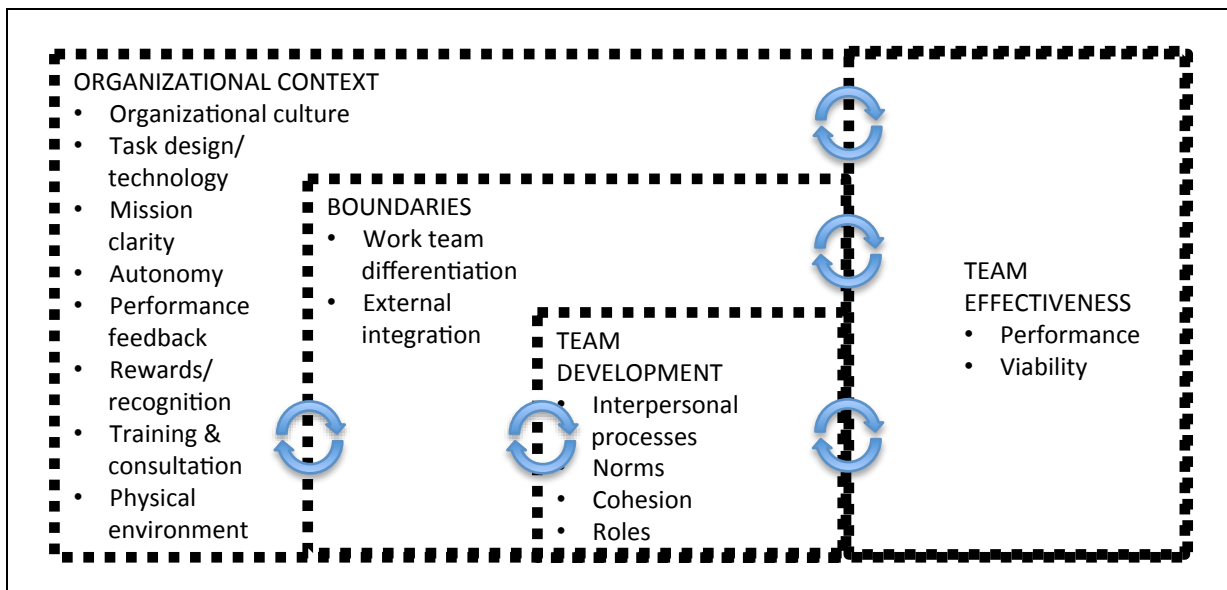 ORGANIZATIONAL CONTEXT
• Organizational culture
• Task design/
technology
• Mission
clarity
• Autonomy
• Performance
feedback
• Rewards/
recognition
• Training &
consultation
• Physical
environment
BOUNDARIES
• Work team
differentiation
• External
integration
TEAM
DEVELOPMENT
• Interpersonal
processes
• Norms
• Cohesion
• Roles
TEAM
EFFECTIVENESS
• Performance
• Viability